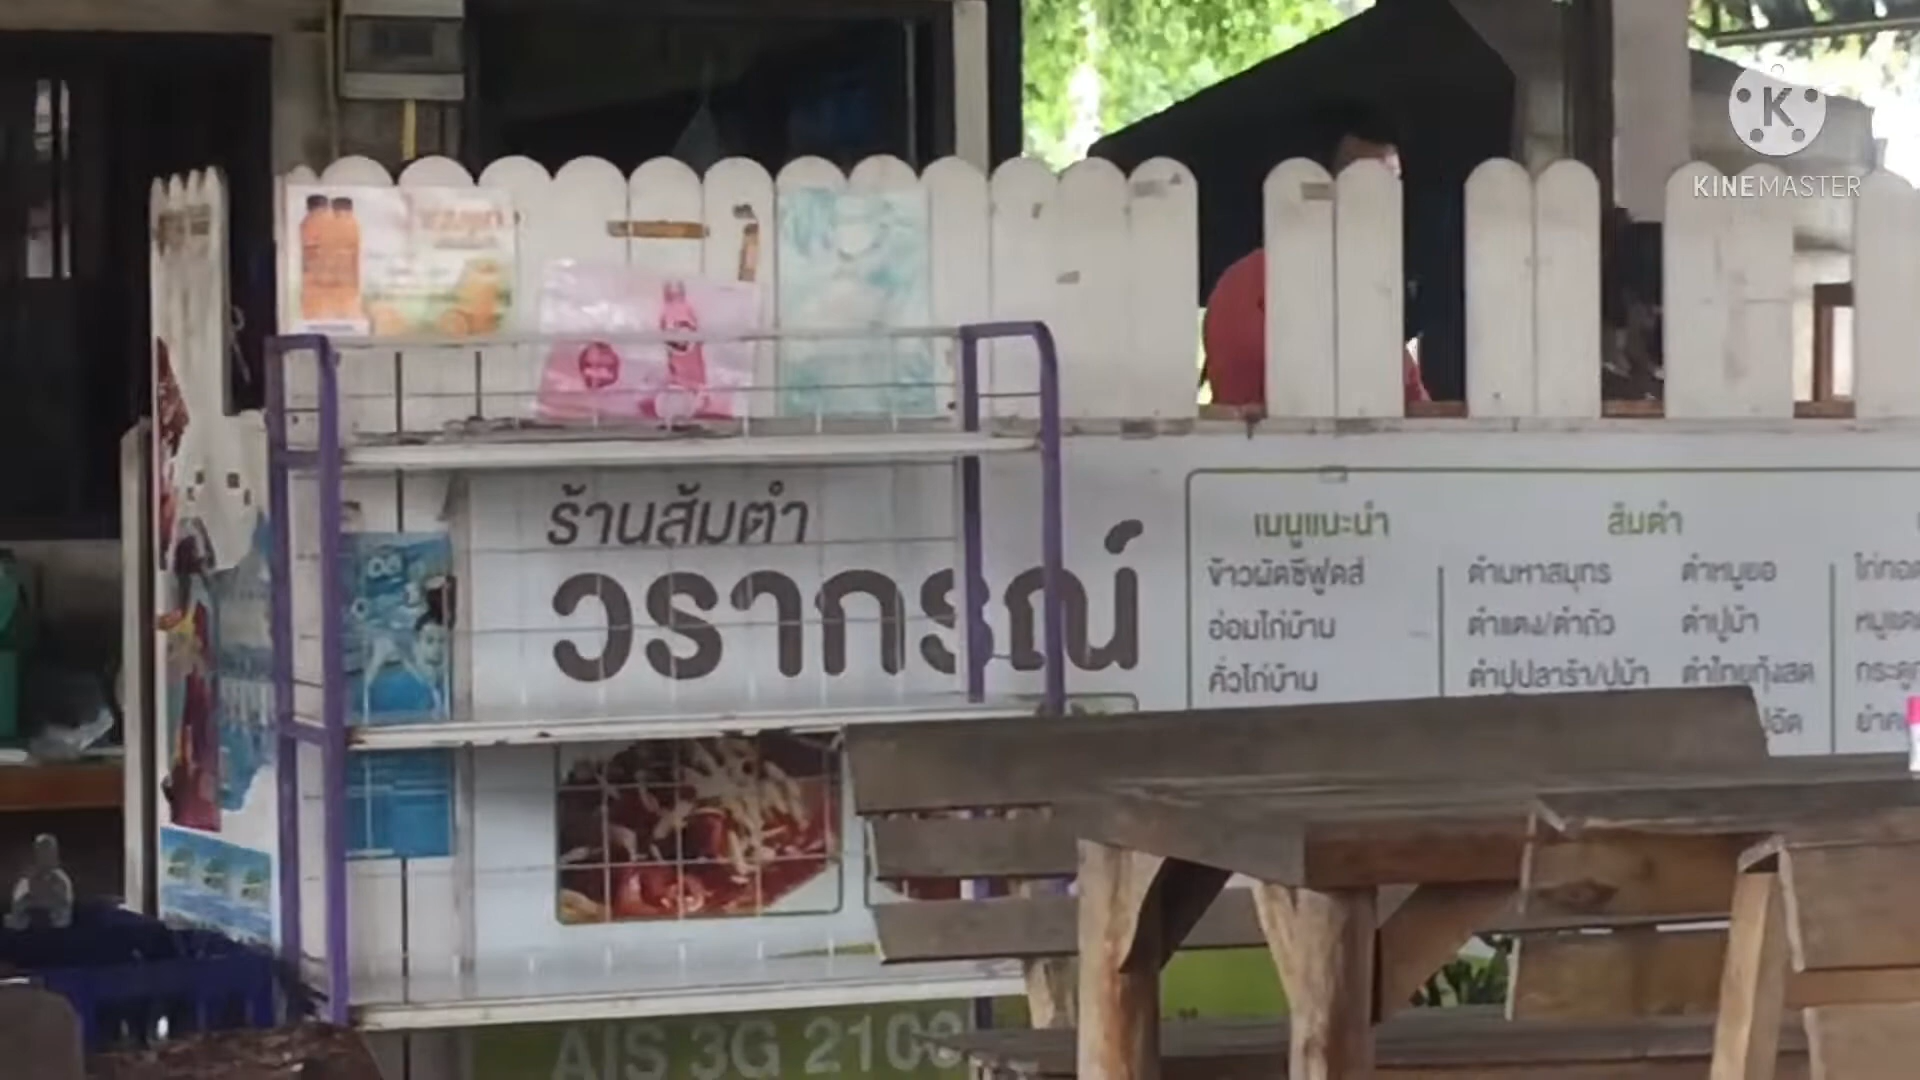 KINEMASTER
ร้านส้มตำ
วรากรณ์
เมนูแนะนำ
ข้าวผัดซีฟูดส์
อ่อมไก่บ้าน
คั่วไก่บ้าน
ส้มตำ
ตำมหาสมุทร ตำหมูยอ
ตำแตง/ตำถั่ว ตำปูม้า
ตำปูปลาร้า/ปูม้า ตำไทยกุ้งสด
AIS 3G 2100